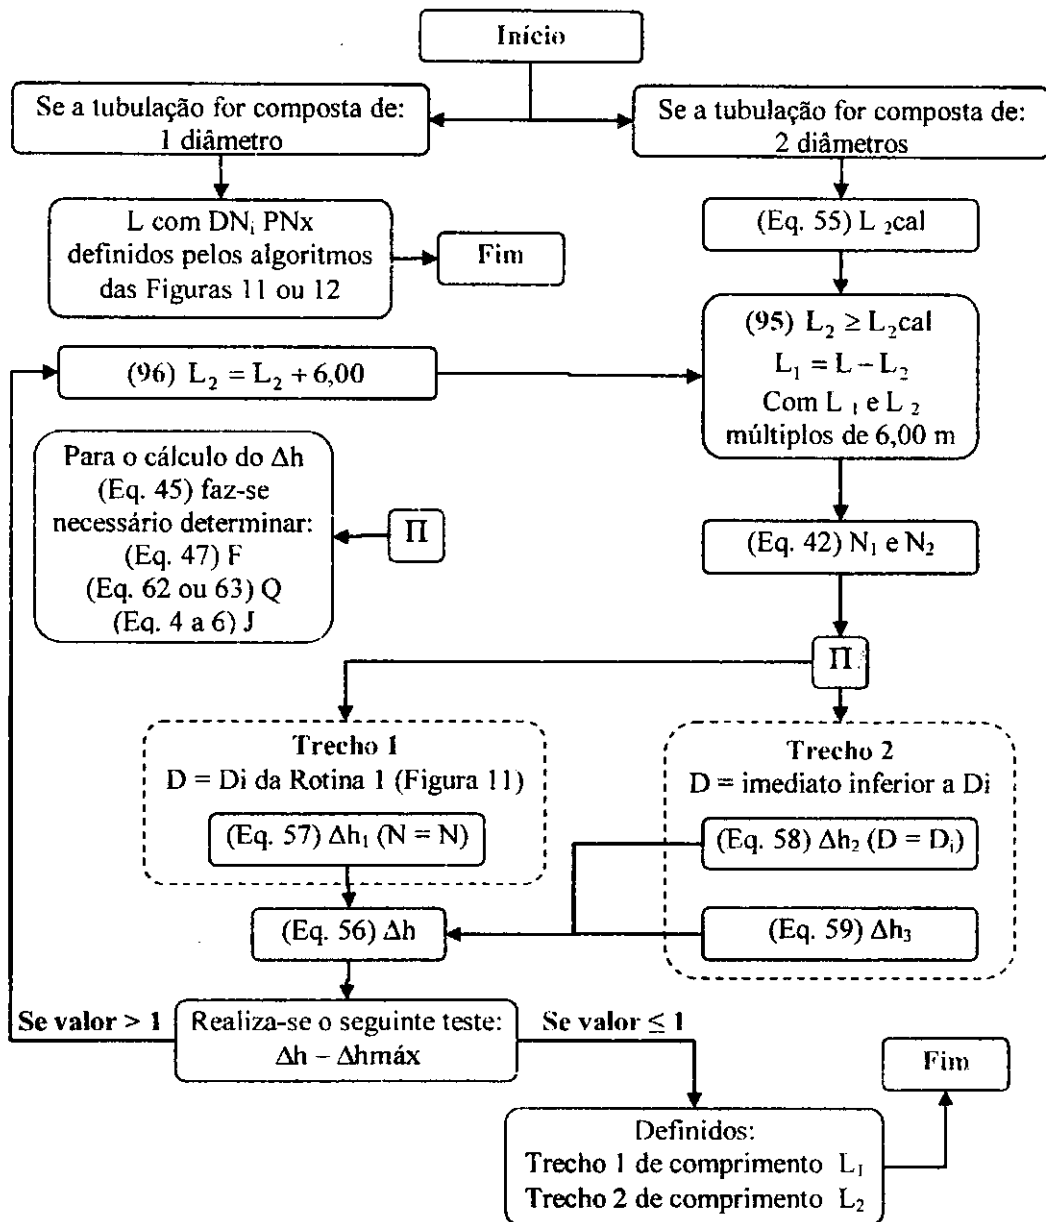 Início
Se a tubulação for composta de:
1 diâmetro
Se a tubulação for composta de:
2 diâmetros
L com DNᵢ PNx
definidos pelos algoritmos
das Figuras 11 ou 12
Fim
(Eq. 55) L ₂cal
(95) L₂ ≥ L₂cal
L₁ = L – L₂
Com L ₁ e L ₂
múltiplos de 6,00 m
(96) L₂ = L₂ + 6,00
Para o cálculo do Δh
(Eq. 45) faz-se
necessário determinar:
(Eq. 47) F
(Eq. 62 ou 63) Q
(Eq. 4 a 6) J
Π
(Eq. 42) N₁ e N₂
Π
Trecho 1
D = Di da Rotina 1 (Figura 11)
(Eq. 57) Δh₁ (N = N)
Trecho 2
D = imediato inferior a Di
(Eq. 58) Δh₂ (D = Dᵢ)
(Eq. 59) Δh₃
(Eq. 56) Δh
Se valor > 1
Realiza-se o seguinte teste:
Δh – Δhmáx
Se valor ≤ 1
Fim
Definidos:
Trecho 1 de comprimento L₁
Trecho 2 de comprimento L₂